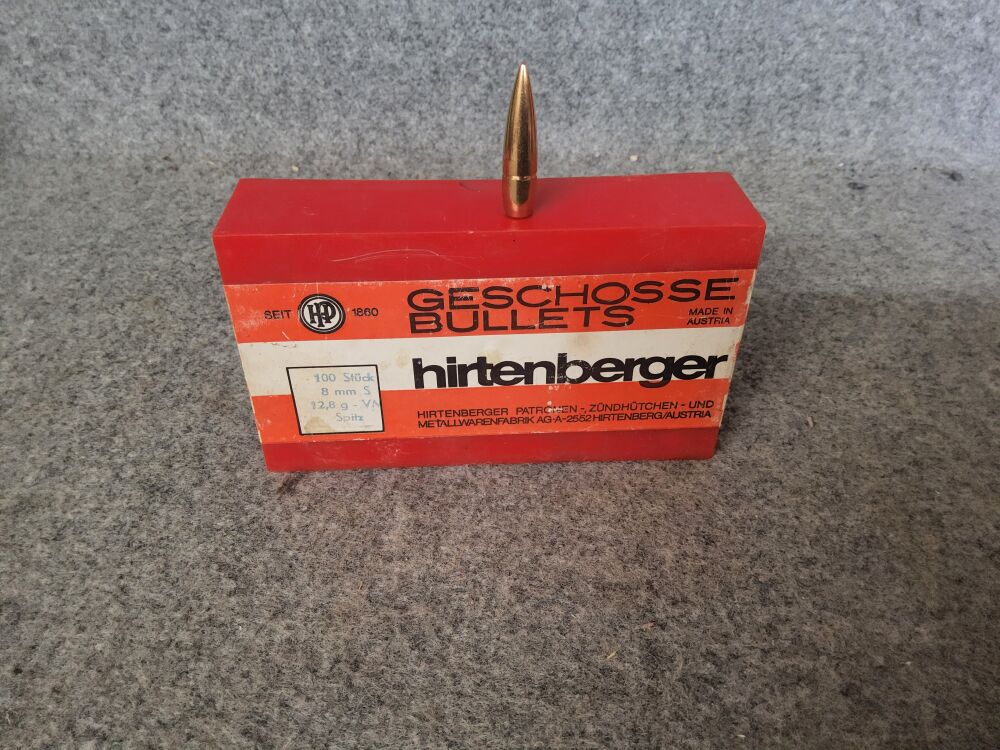 SEIT HP 1860
GESCHOSSE
BULLETS
MADE IN
AUSTRIA
hirtenberger
100 Stück
8 mm S
12,8 g - VM
Spitz
HIRTENBERGER PATRONEN-, ZÜNDHÜTCHEN - UND
METALLWARENFABRIK AG·A-2552 HIRTENBERG/AUSTRIA